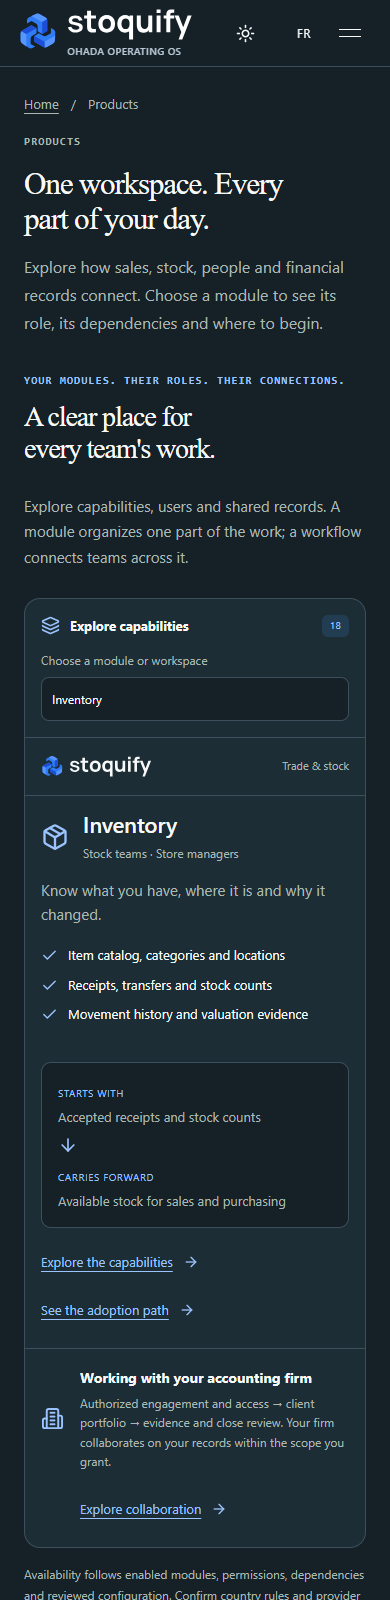 stoquify
OHADA OPERATING OS
FR
Home / Products
PRODUCTS
One workspace. Every
part of your day.
Explore how sales, stock, people and financial
records connect. Choose a module to see its
role, its dependencies and where to begin.
YOUR MODULES. THEIR ROLES. THEIR CONNECTIONS.
A clear place for
every team's work.
Explore capabilities, users and shared records. A
module organizes one part of the work; a workflow
connects teams across it.
Explore capabilities 18
Choose a module or workspace
Inventory
stoquify Trade & stock
Inventory
Stock teams · Store managers
Know what you have, where it is and why it
changed.
Item catalog, categories and locations
Receipts, transfers and stock counts
Movement history and valuation evidence
STARTS WITH
Accepted receipts and stock counts
CARRIES FORWARD
Available stock for sales and purchasing
Explore the capabilities →
See the adoption path →
Working with your accounting firm
Authorized engagement and access → client
portfolio → evidence and close review. Your firm
collaborates on your records within the scope you
grant.
Explore collaboration →
Availability follows enabled modules, permissions, dependencies
and reviewed configuration. Confirm country rules and provider